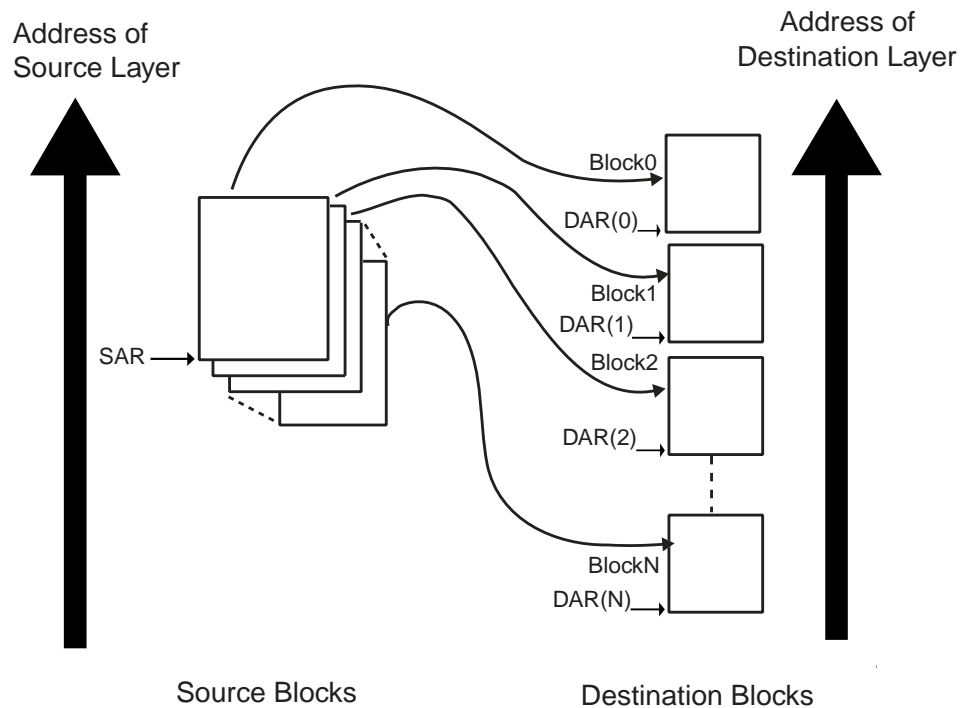 Address of
Source Layer
Address of
Destination Layer
Block0
DAR(0)
Block1
DAR(1)
SAR
Block2
DAR(2)
BlockN
DAR(N)
Source Blocks
Destination Blocks